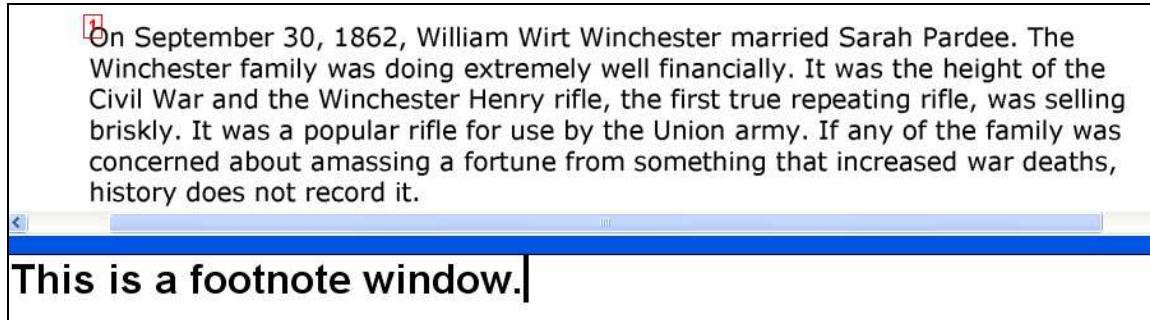 1
On September 30, 1862, William Wirt Winchester married Sarah Pardee. The
Winchester family was doing extremely well financially. It was the height of the
Civil War and the Winchester Henry rifle, the first true repeating rifle, was selling
briskly. It was a popular rifle for use by the Union army. If any of the family was
concerned about amassing a fortune from something that increased war deaths,
history does not record it.
This is a footnote window.